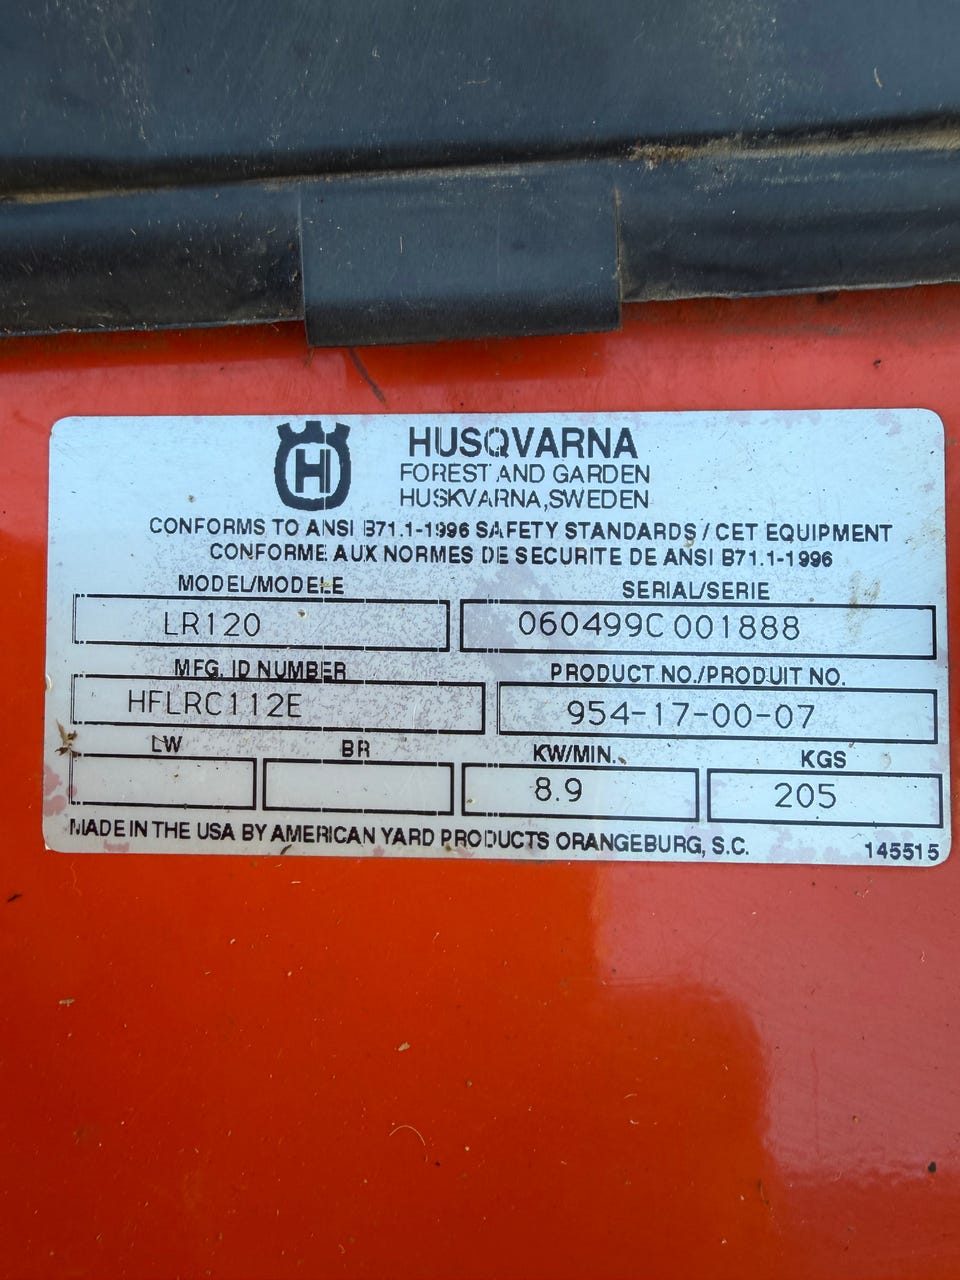 H
HUSQVARNA
FOREST AND GARDEN
HUSKVARNA, SWEDEN
CONFORMS TO ANSI B71.1-1996 SAFETY STANDARDS / CET EQUIPMENT
CONFORME AUX NORMES DE SECURITE DE ANSI B71.1-1996
MODEL/MODELE SERIAL/SERIE
LR120 060499C 001888
MFG. ID NUMBER PRODUCT NO./PRODUIT NO.
HFLRC112E 954-17-00-07
LW BR KW/MIN. KGS
8.9 205
MADE IN THE USA BY AMERICAN YARD PRODUCTS ORANGEBURG, S.C. 145515